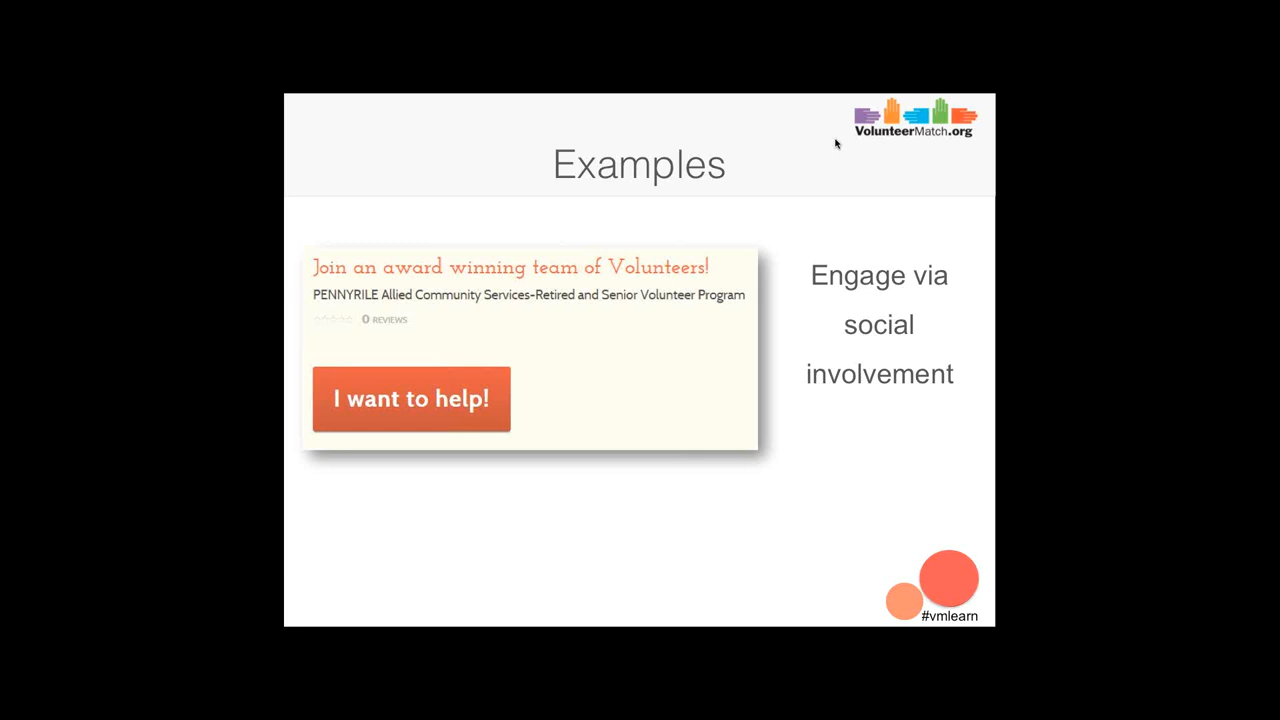 VolunteerMatch.org
Examples
Join an award winning team of Volunteers!
PENNYRILE Allied Community Services-Retired and Senior Volunteer Program
0 REVIEWS
I want to help!
Engage via
social
involvement
#vmlearn